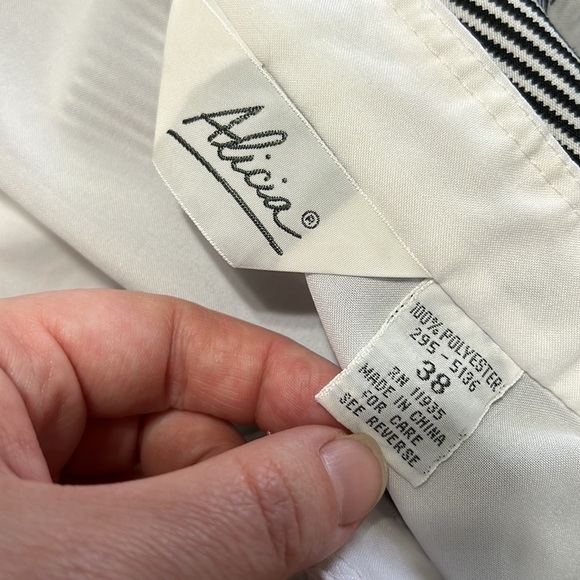 Alicia®
100% POLYESTER
295-5136
38
RN 11935
MADE IN CHINA
FOR CARE
SEE REVERSE